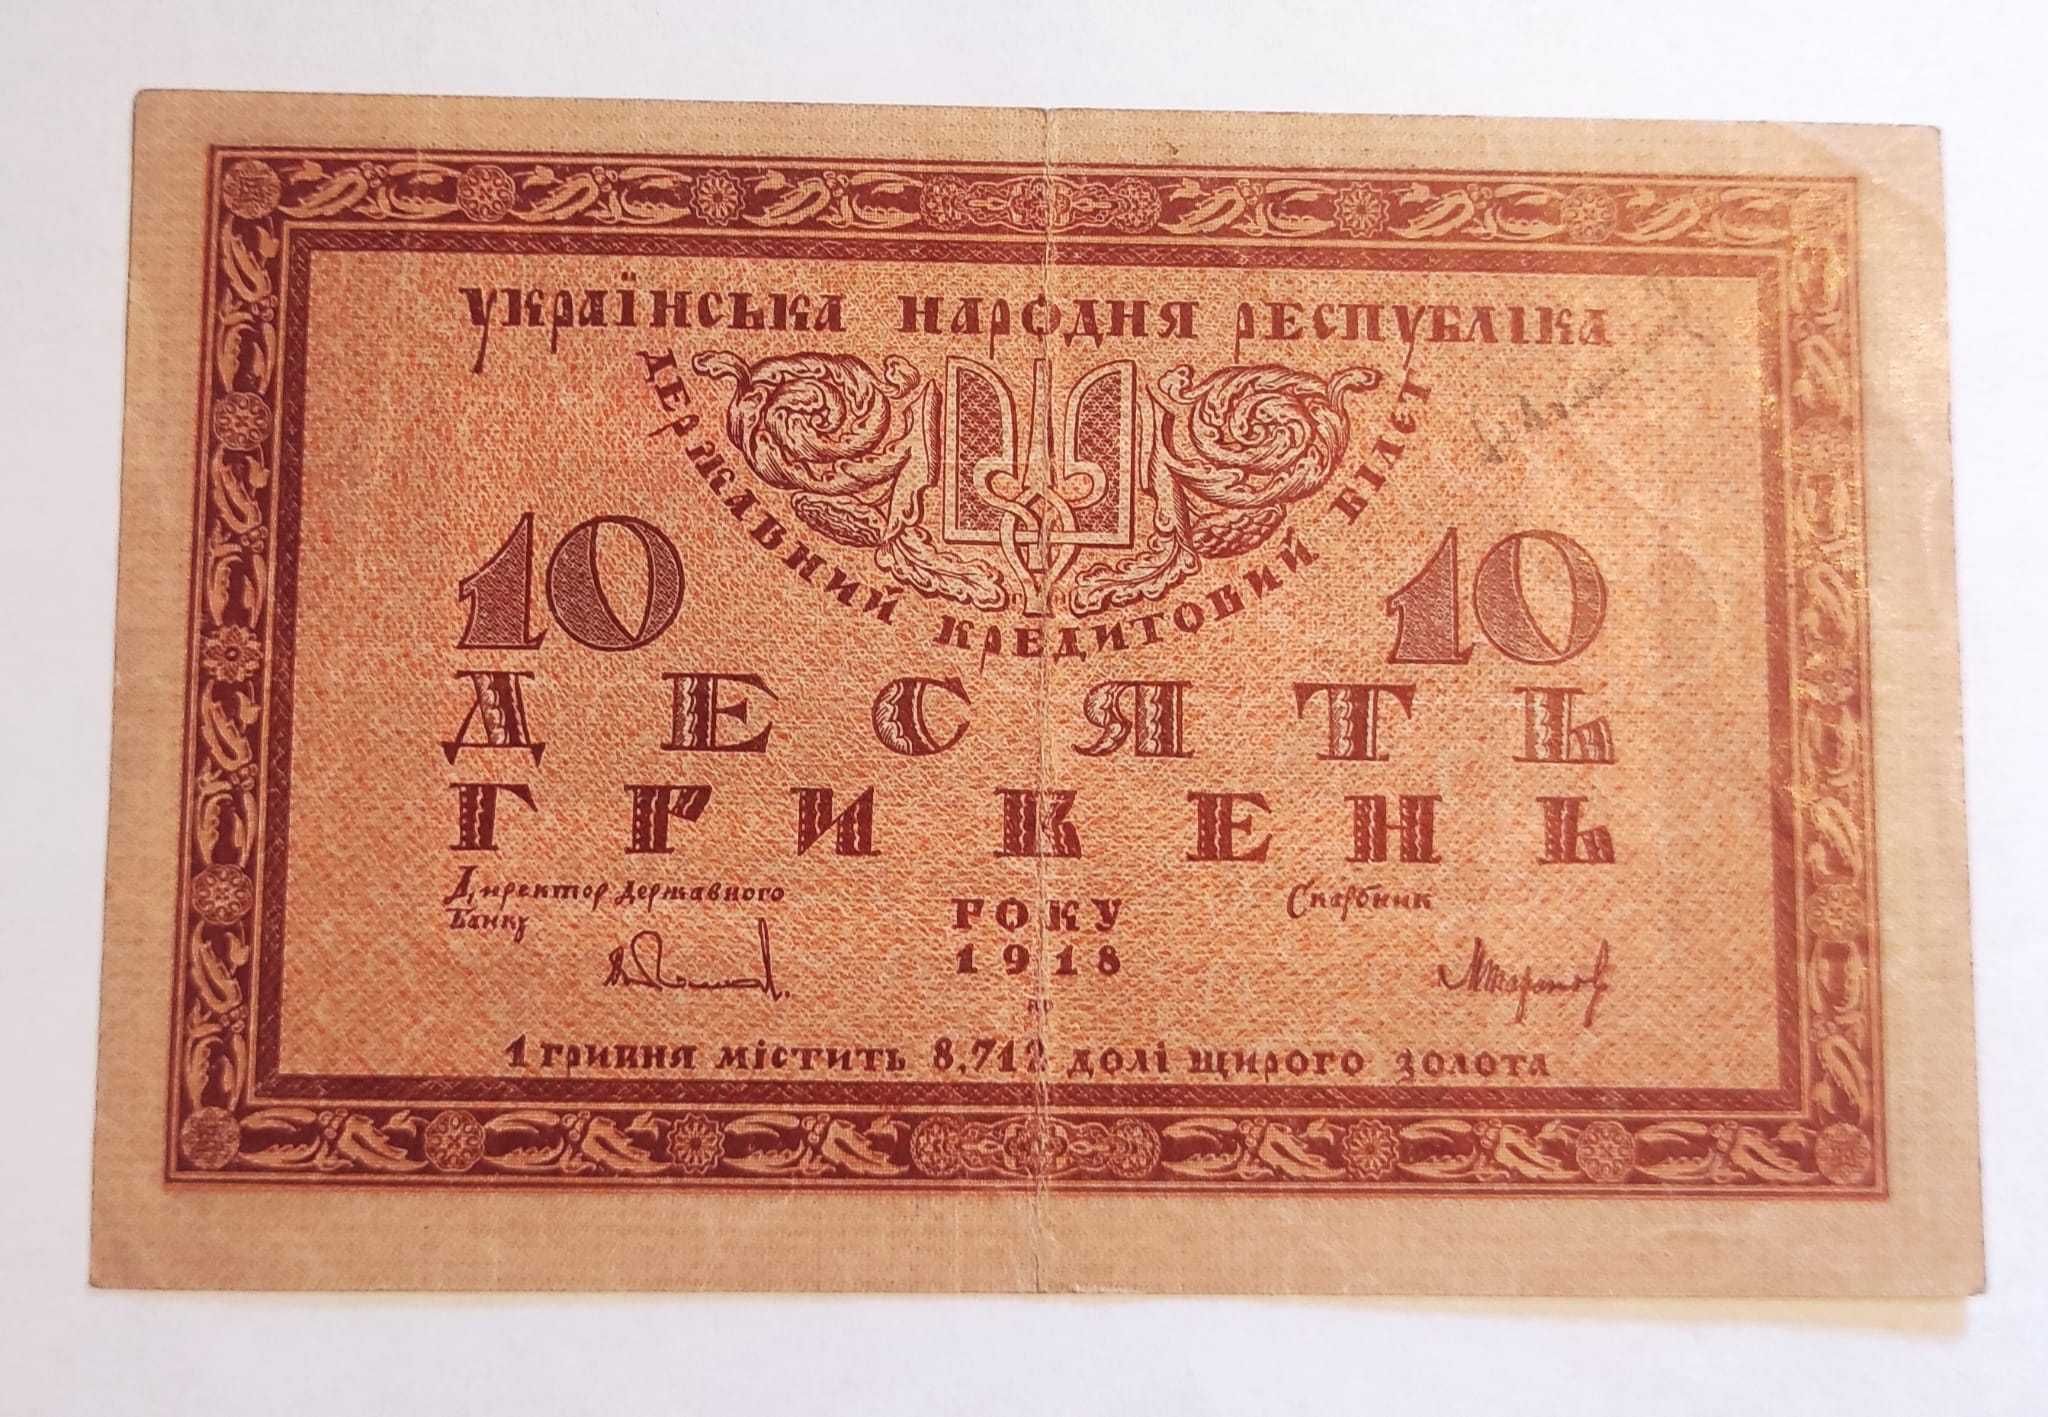 УКРАЇНСЬКА НАРОДНЯ РЕСПУБЛІКА
ДЕРЖАВНИЙ КРЕДИТОВИЙ БІЛЕТ
10 10
ДЕСЯТЬ
ГРИВЕНЬ
Директор державного Скарбник
Банку
РОКУ
1918
1 гривня містить 8,712 долі щирого золота